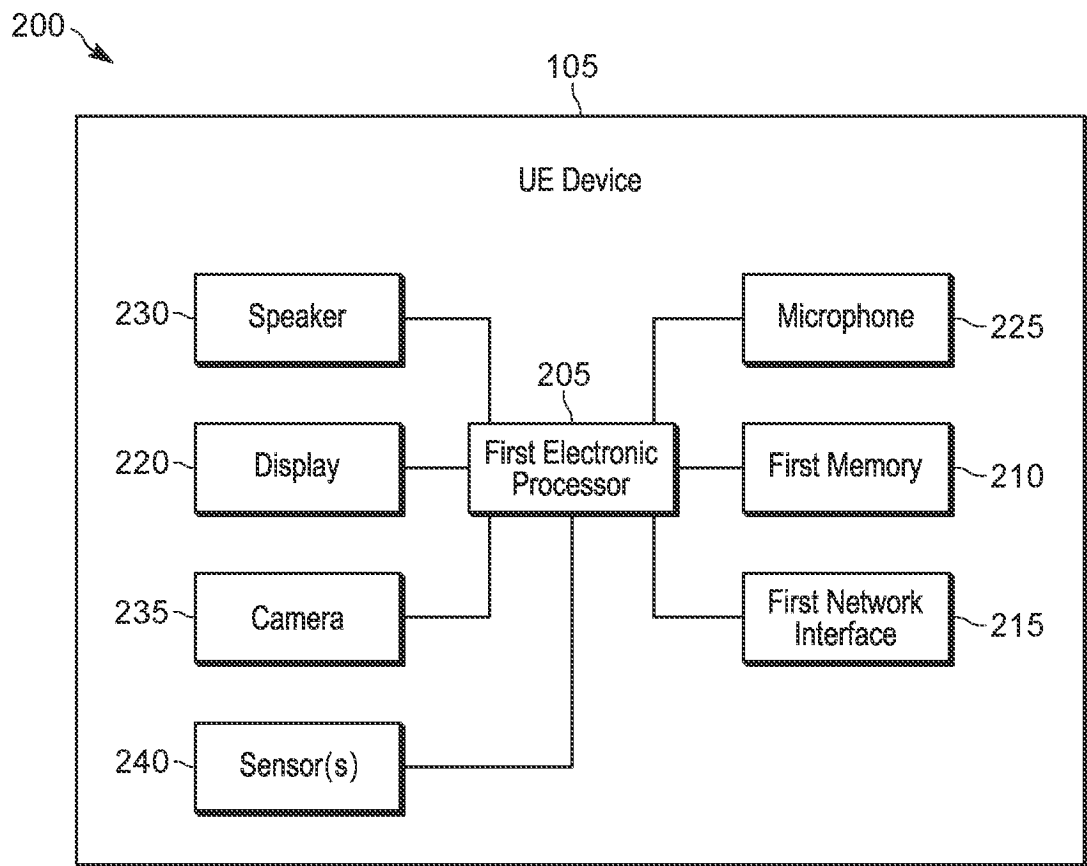 200
105
UE Device
230
Speaker
Microphone
225
205
220
Display
First Electronic
Processor
First Memory
210
235
Camera
First Network
Interface
215
240
Sensor(s)